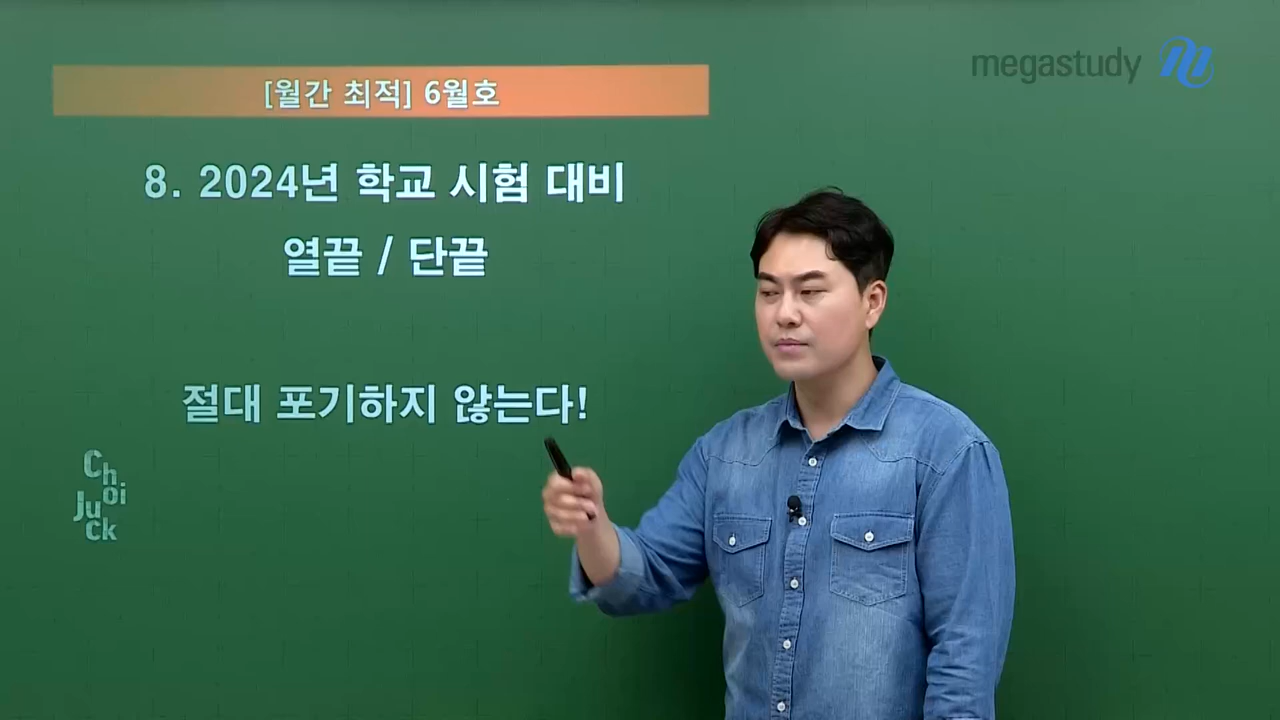 megastudy
[월간 최적] 6월호
8. 2024년 학교 시험 대비
열끝 / 단끝
절대 포기하지 않는다!
Choi
Juck